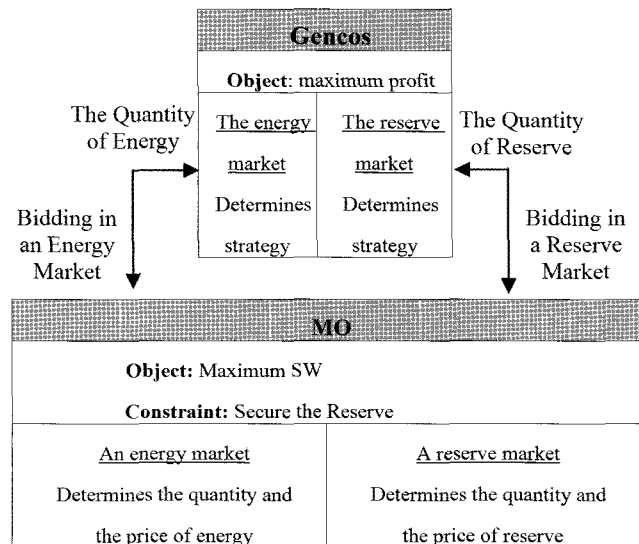 Gencos
Object: maximum profit
The Quantity
of Energy
The energy
market
Determines
strategy
The reserve
market
Determines
strategy
The Quantity
of Reserve
Bidding in
an Energy
Market
Bidding in
a Reserve
Market
MO
Object: Maximum SW
Constraint: Secure the Reserve
An energy market
Determines the quantity and
the price of energy
A reserve market
Determines the quantity and
the price of reserve